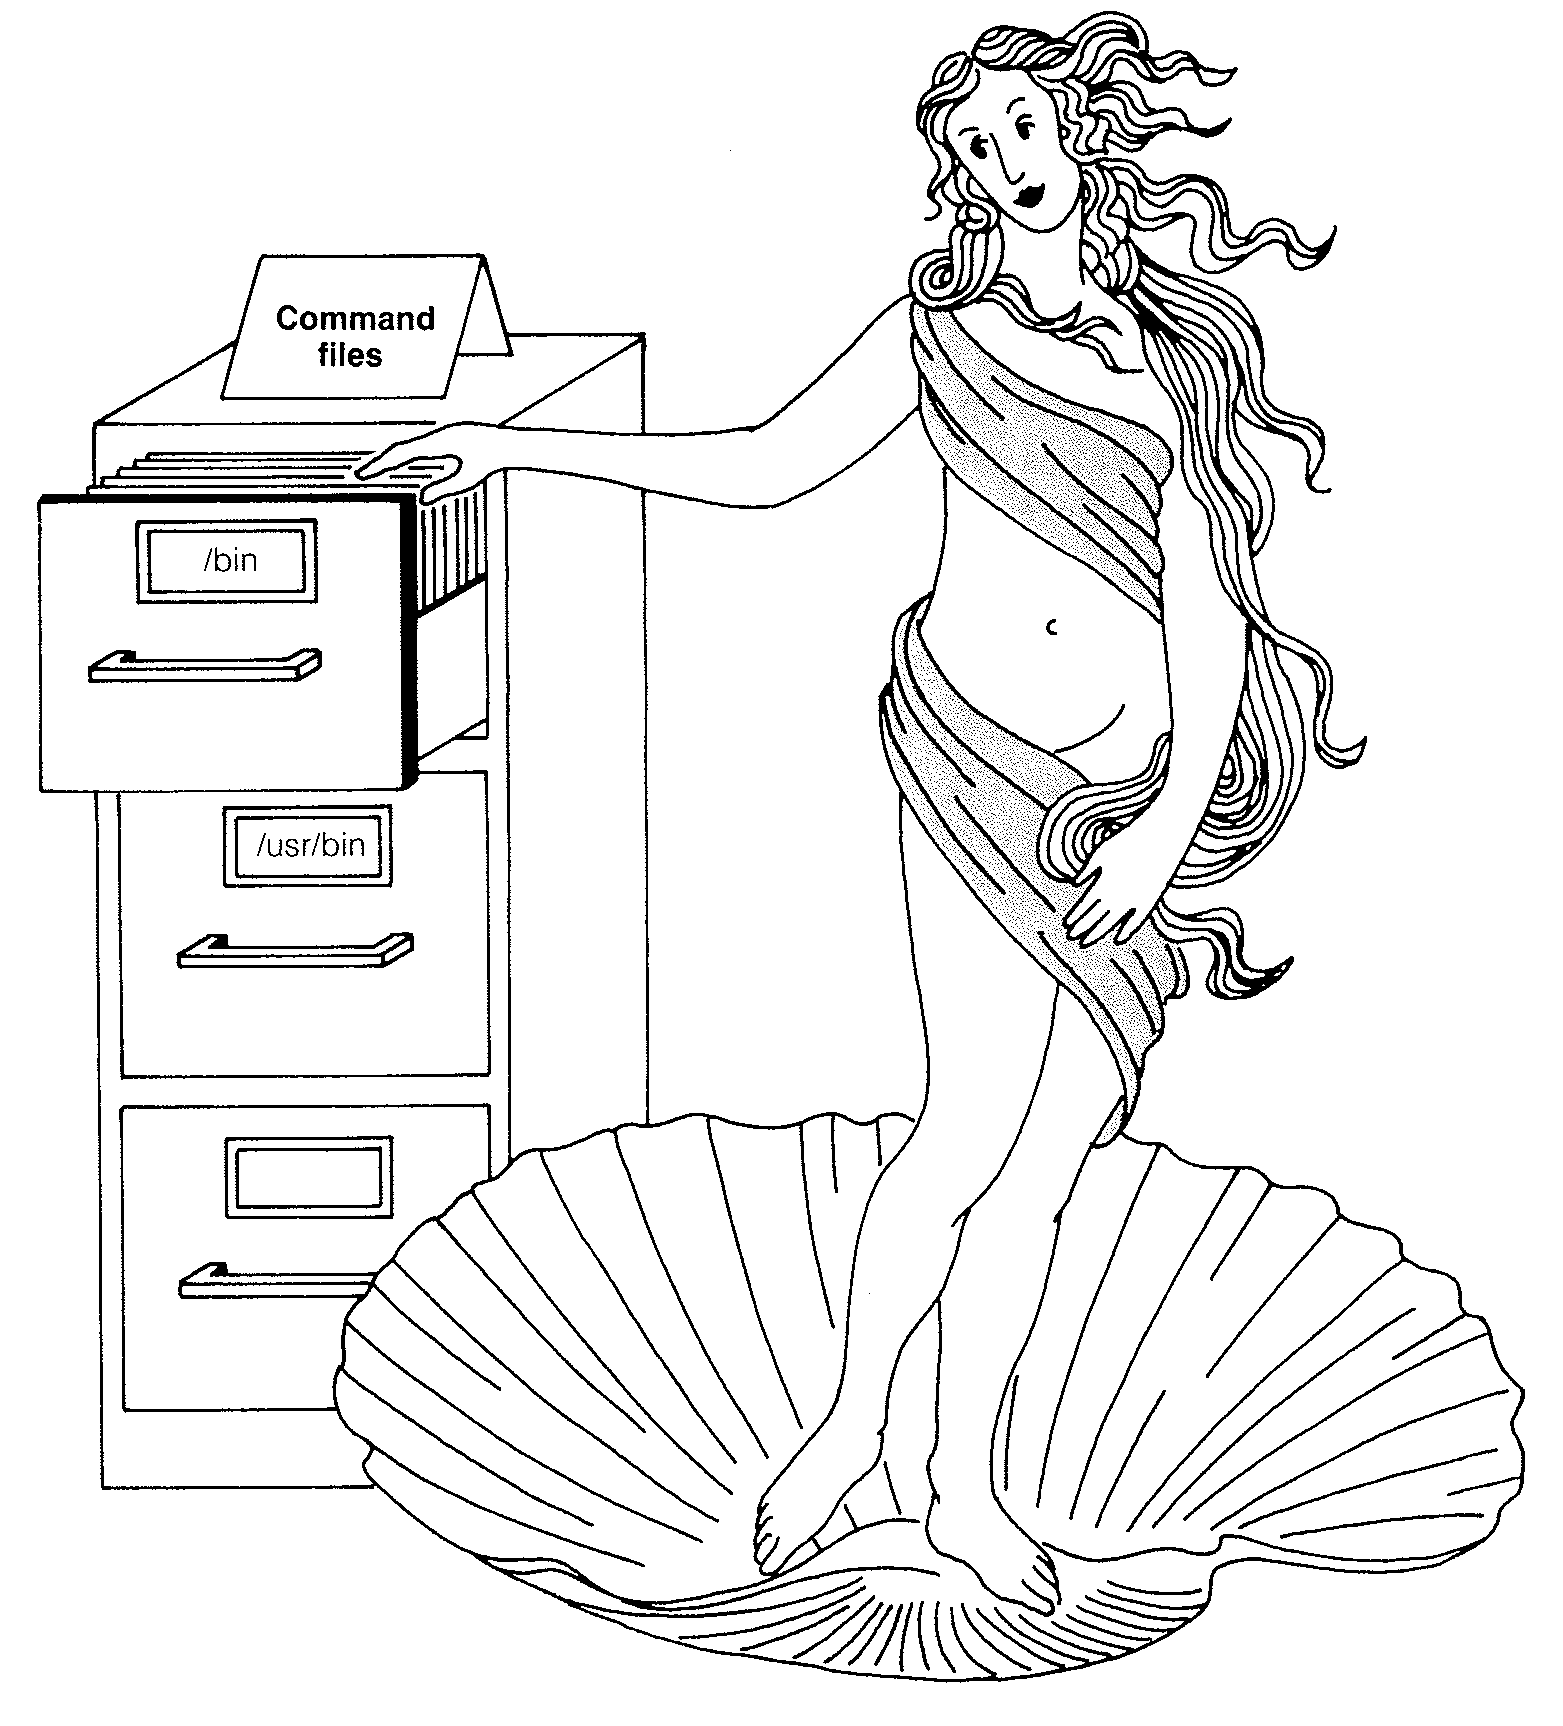 Command
files
/bin
/usr/bin